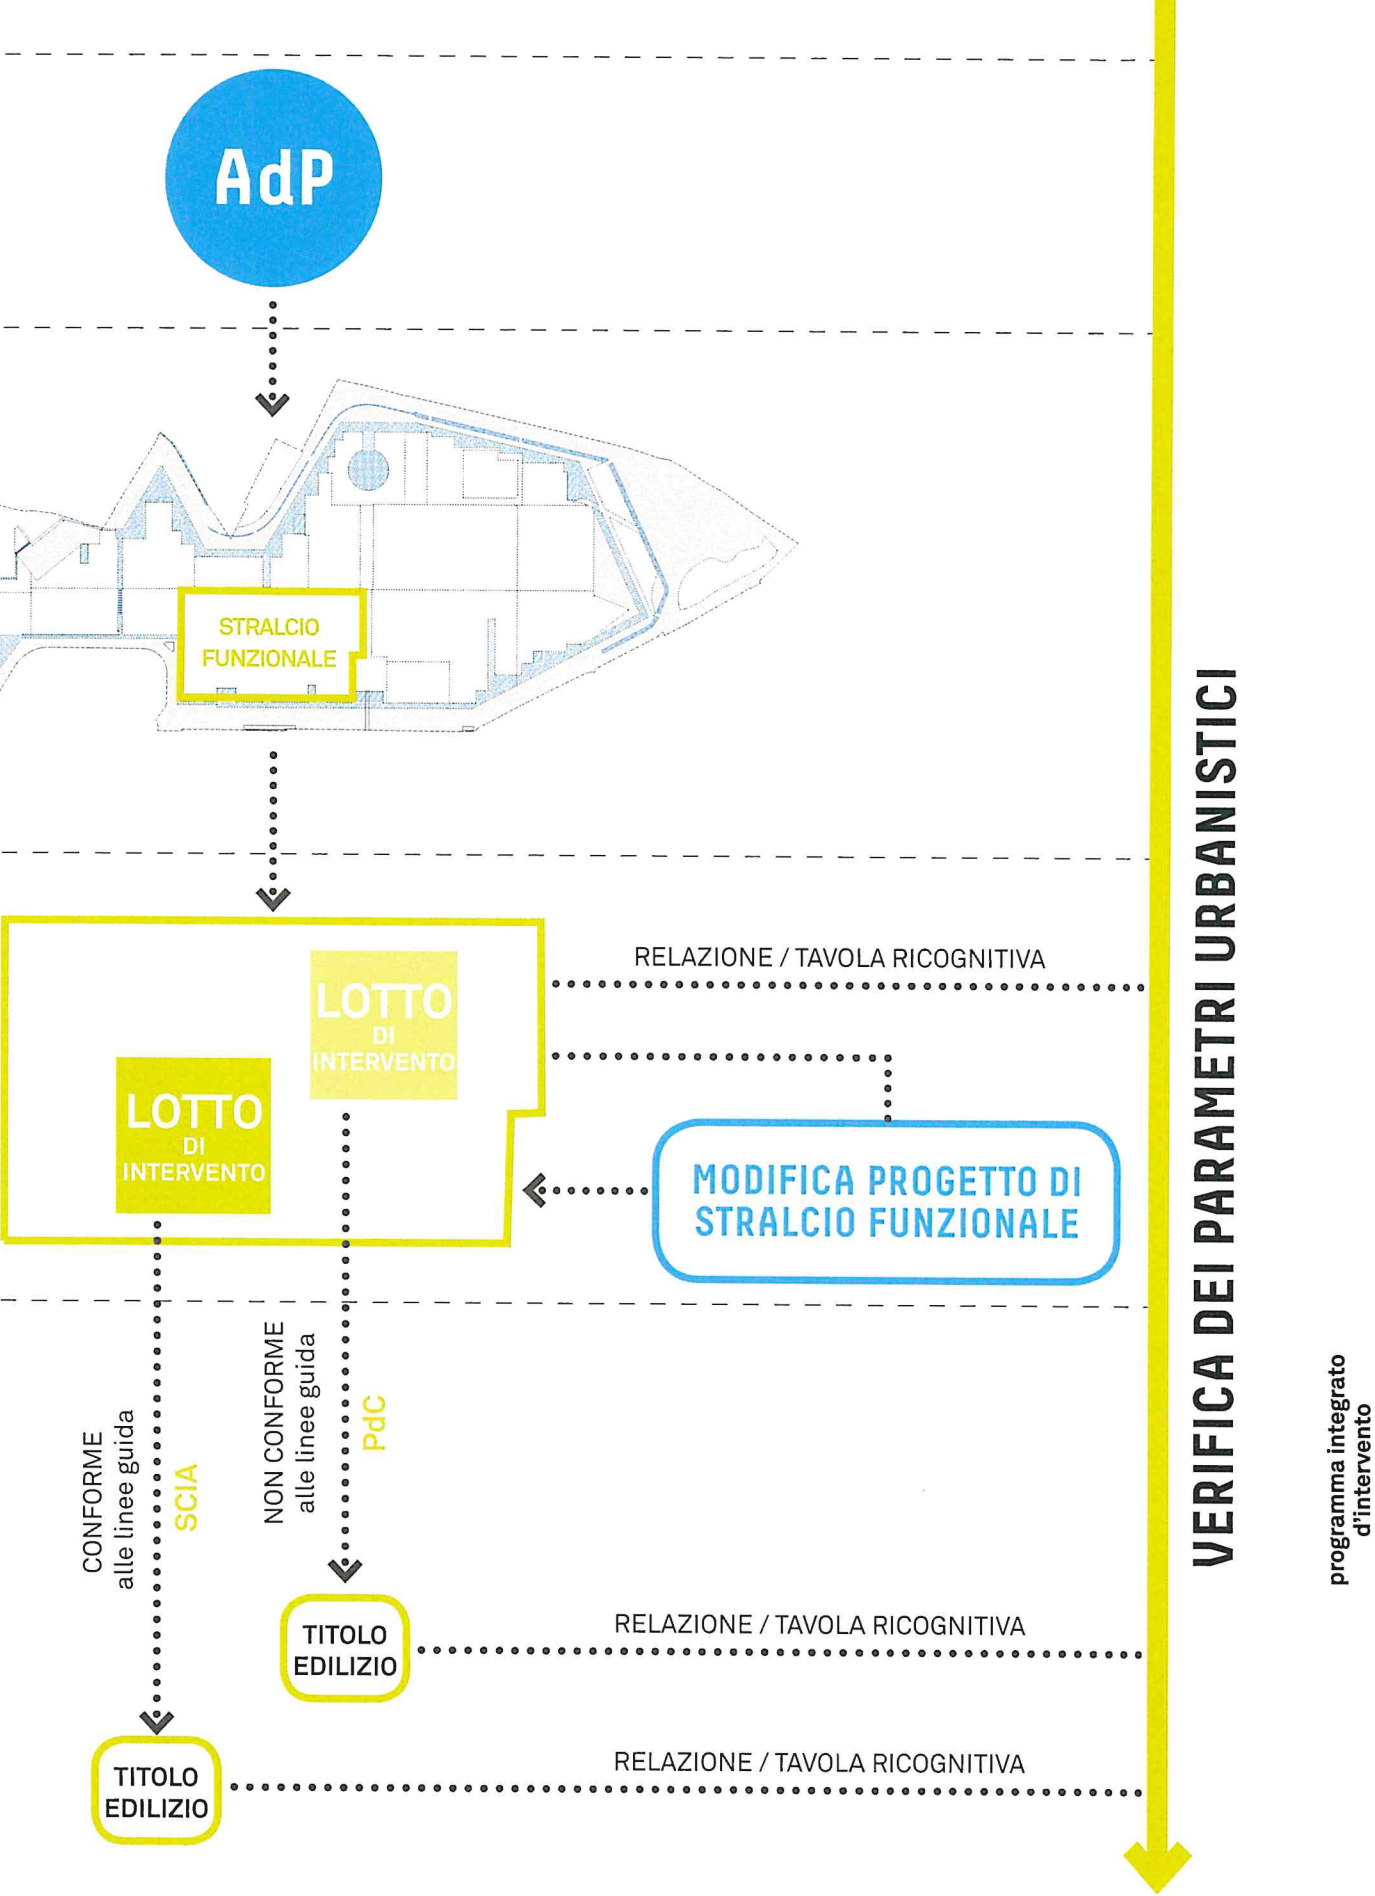 AdP
STRALCIO
FUNZIONALE
RELAZIONE / TAVOLA RICOGNITIVA
LOTTO
DI
INTERVENTO
LOTTO
DI
INTERVENTO
MODIFICA PROGETTO DI
STRALCIO FUNZIONALE
CONFORME
alle linee guida
SCIA
NON CONFORME
alle linee guida
PdC
TITOLO
EDILIZIO
RELAZIONE / TAVOLA RICOGNITIVA
TITOLO
EDILIZIO
RELAZIONE / TAVOLA RICOGNITIVA
VERIFICA DEI PARAMETRI URBANISTICI
programma integrato
d'intervento